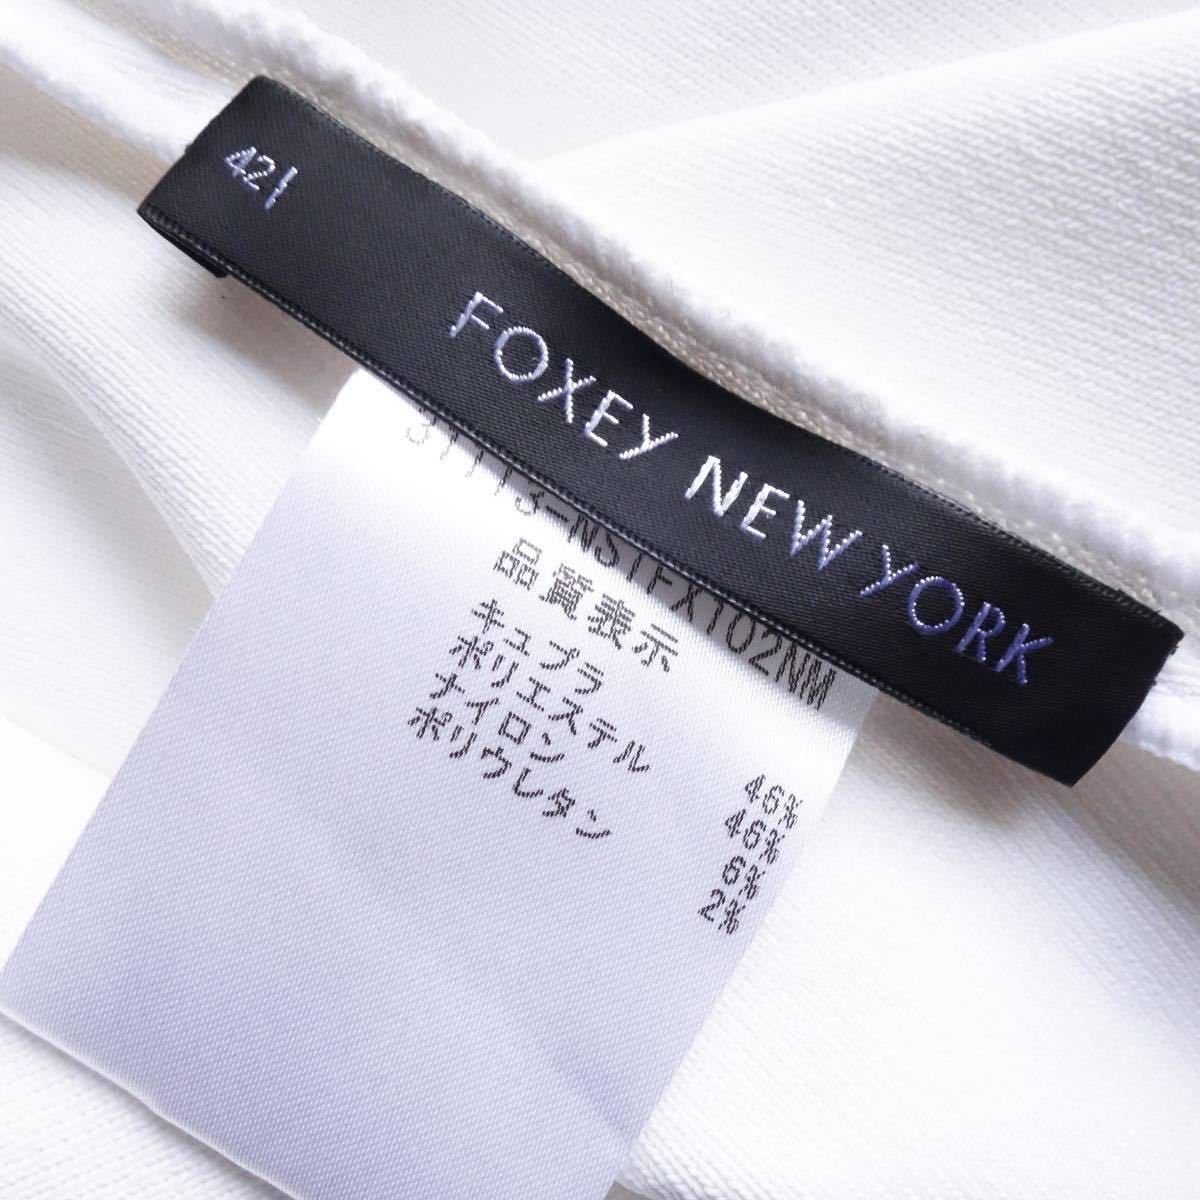 421
FOXEY NEW YORK
品質表示
キュプラ 46%
ポリエステル 46%
ナイロン 6%
ポリウレタン 2%